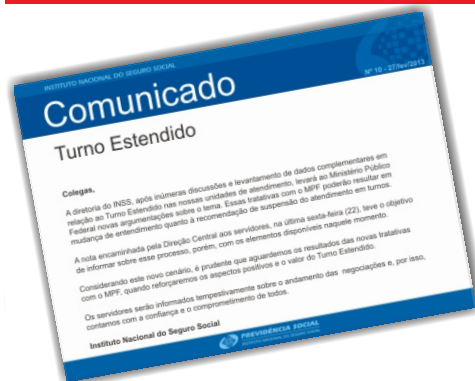 INSTITUTO NACIONAL DO SEGURO SOCIAL
Comunicado
Nº 10 - 27/fev/2013
Turno Estendido
Colegas,
A diretoria do INSS, após inúmeras discussões e levantamento de dados complementares em
relação ao Turno Estendido nas nossas unidades de atendimento, levará ao Ministério Público
Federal novas argumentações sobre o tema. Essas tratativas com o MPF poderão resultar em
mudança de entendimento quanto à recomendação de suspensão do atendimento em turnos.
A nota encaminhada pela Direção Central aos servidores, na última sexta-feira (22), teve o objetivo
de informar sobre esse processo, porém, com os elementos disponíveis naquele momento.
Considerando este novo cenário, é prudente que aguardemos os resultados das novas tratativas
com o MPF, quando reforçaremos os aspectos positivos e o valor do Turno Estendido.
Os servidores serão informados tempestivamente sobre o andamento das negociações e, por isso,
contamos com a confiança e o comprometimento de todos.
Instituto Nacional do Seguro Social
PREVIDÊNCIA SOCIAL
INSTITUTO NACIONAL DO SEGURO SOCIAL